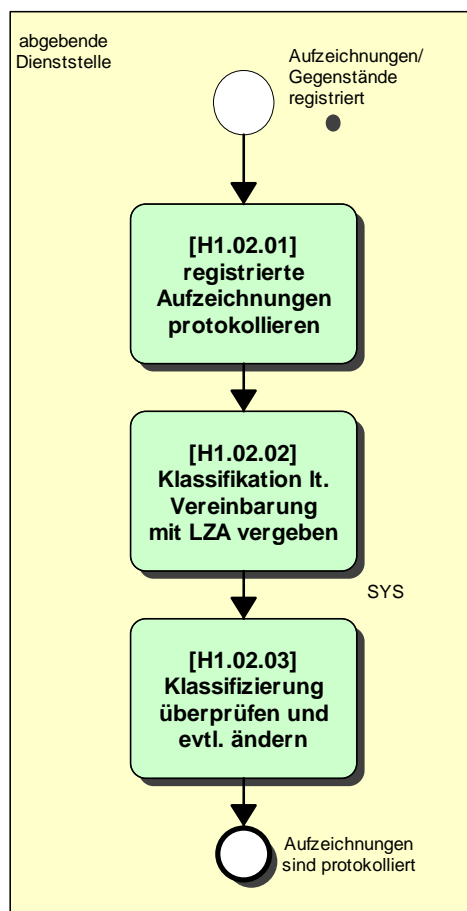 abgebende
Dienststelle
Aufzeichnungen/
Gegenstände
registriert
[H1.02.01]
registrierte
Aufzeichnungen
protokollieren
[H1.02.02]
Klassifikation lt.
Vereinbarung
mit LZA vergeben
SYS
[H1.02.03]
Klassifizierung
überprüfen und
evtl. ändern
Aufzeichnungen
sind protokolliert